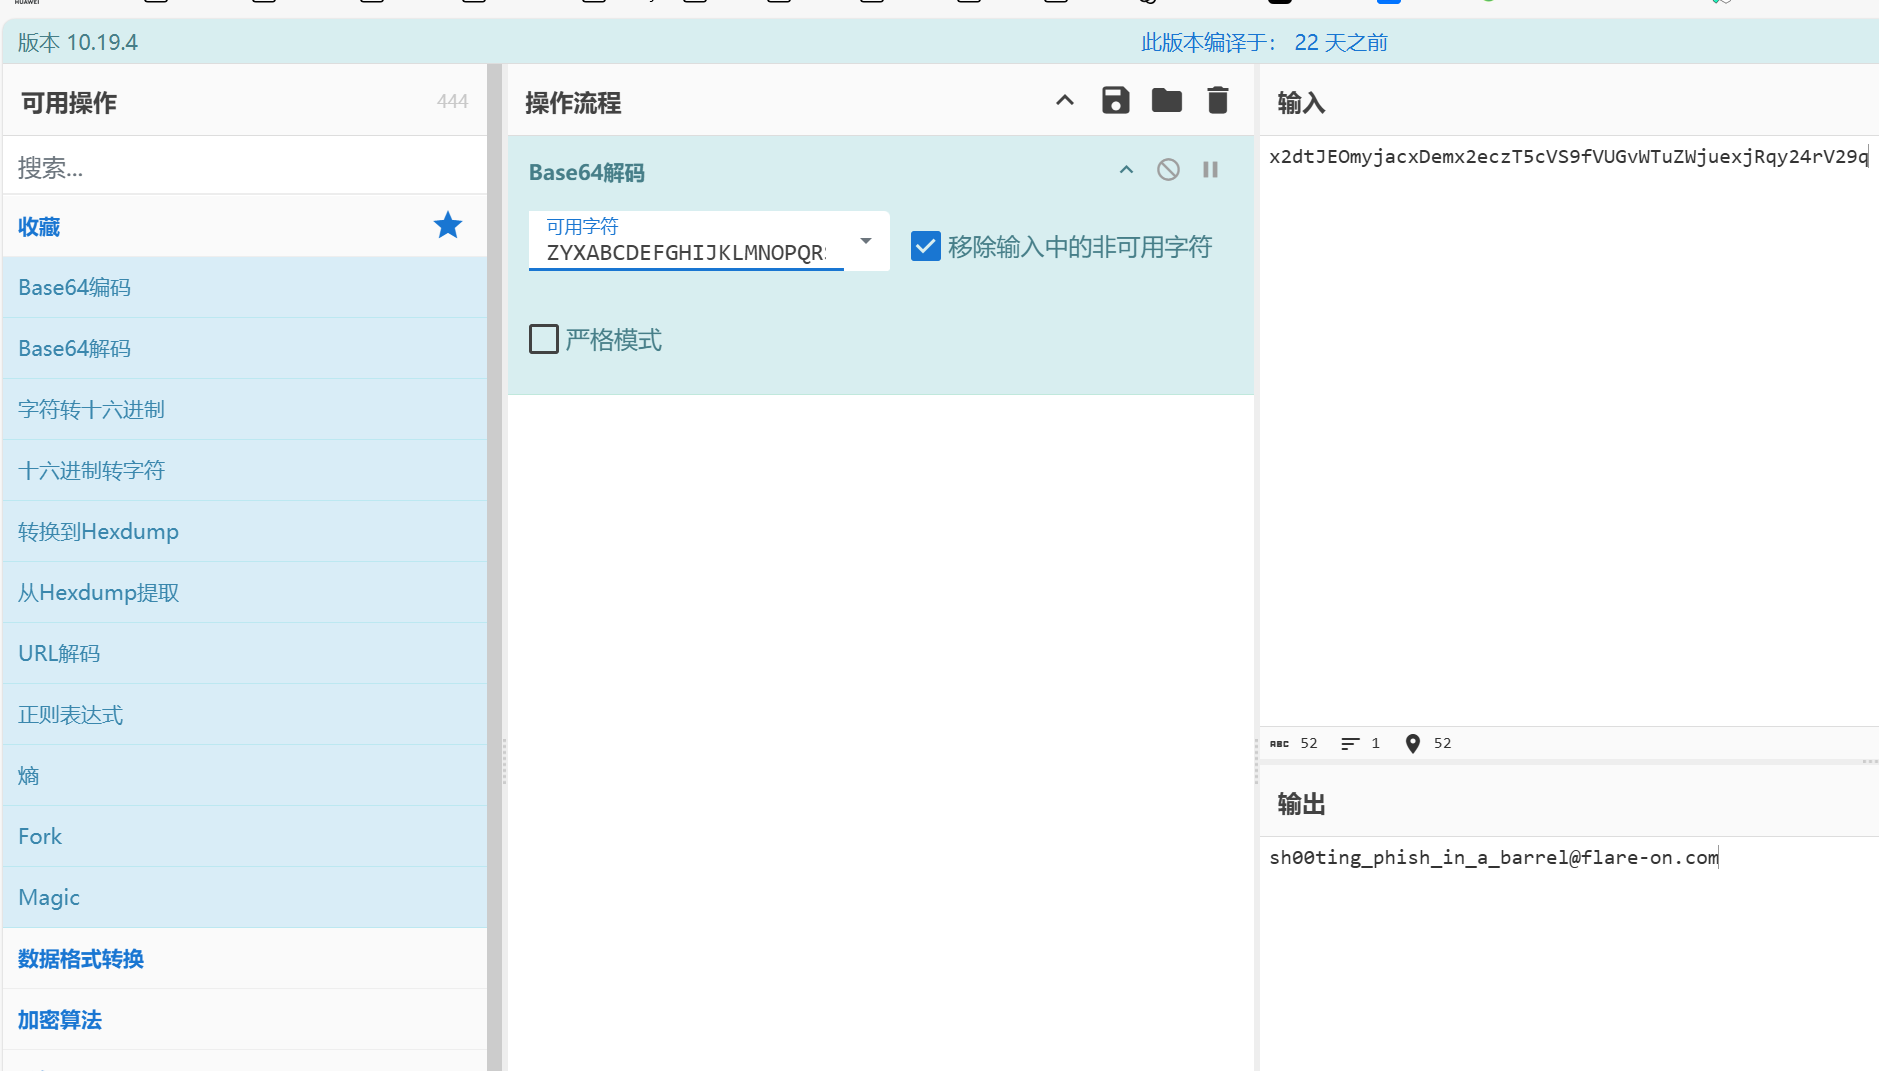 HUAWEI
版本 10.19.4
此版本编译于： 22 天之前
可用操作
444
搜索...
收藏
Base64编码
Base64解码
字符转十六进制
十六进制转字符
转换到Hexdump
从Hexdump提取
URL解码
正则表达式
熵
Fork
Magic
数据格式转换
加密算法
操作流程
Base64解码
可用字符
ZYXABCDEFGHIJKLMNOPQR
移除输入中的非可用字符
严格模式
输入
x2dtJEOmyjacxDemx2eczT5cVS9fVUGvWTuZWjuexjRqy24rV29q
ABC 52
1
52
输出
sh00ting_phish_in_a_barrel@flare-on.com